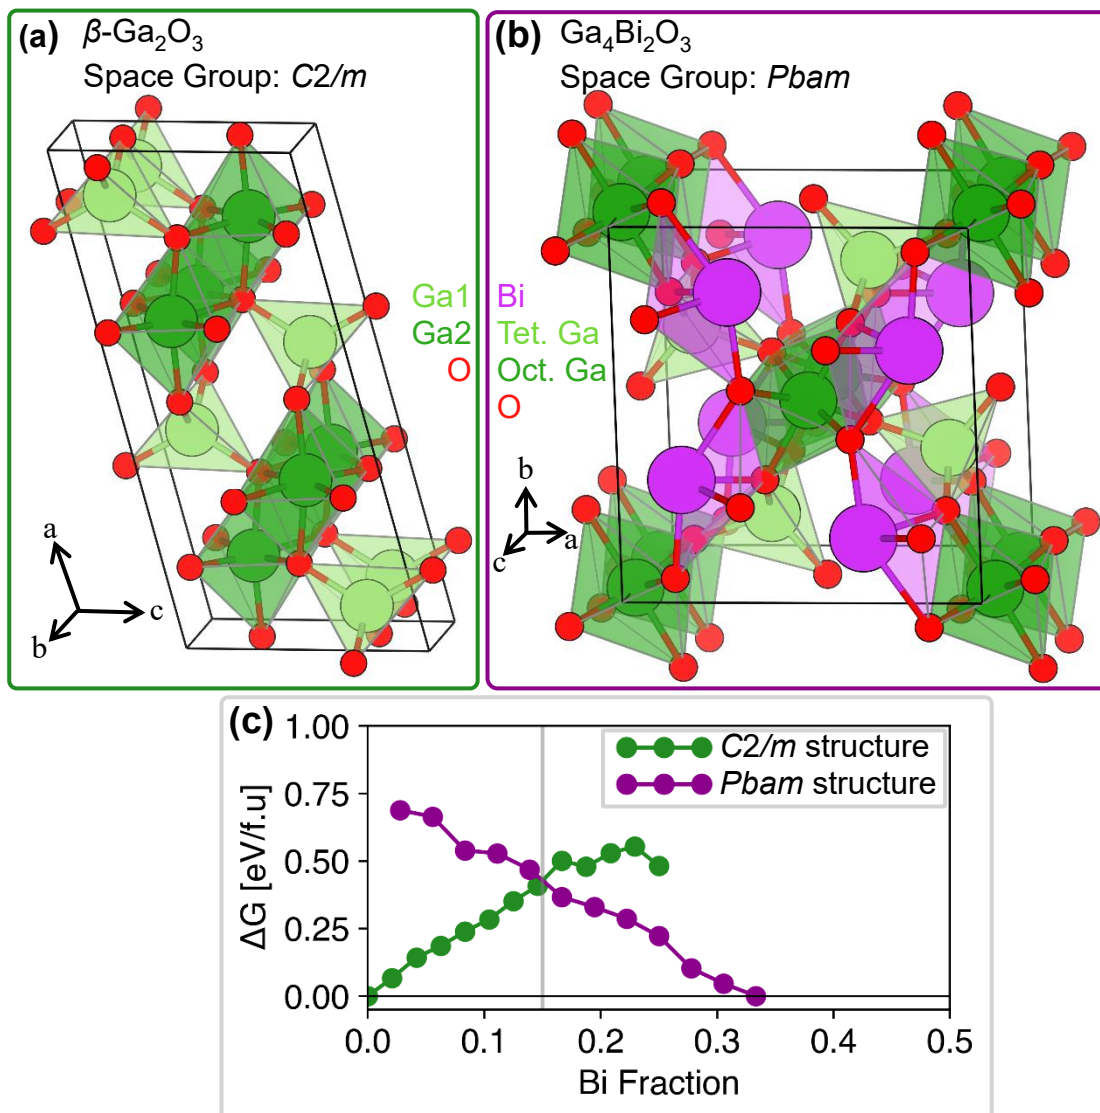 (a) β-Ga₂O₃
Space Group: C2/m
Ga1
Ga2
O
a
b
c
(b) Ga₄Bi₂O₃
Space Group: Pbam
Bi
Tet. Ga
Oct. Ga
O
b
a
c
(c)
C2/m structure
Pbam structure
ΔG [eV/f.u]
1.00
0.75
0.50
0.25
0.00
0.0 0.1 0.2 0.3 0.4 0.5
Bi Fraction